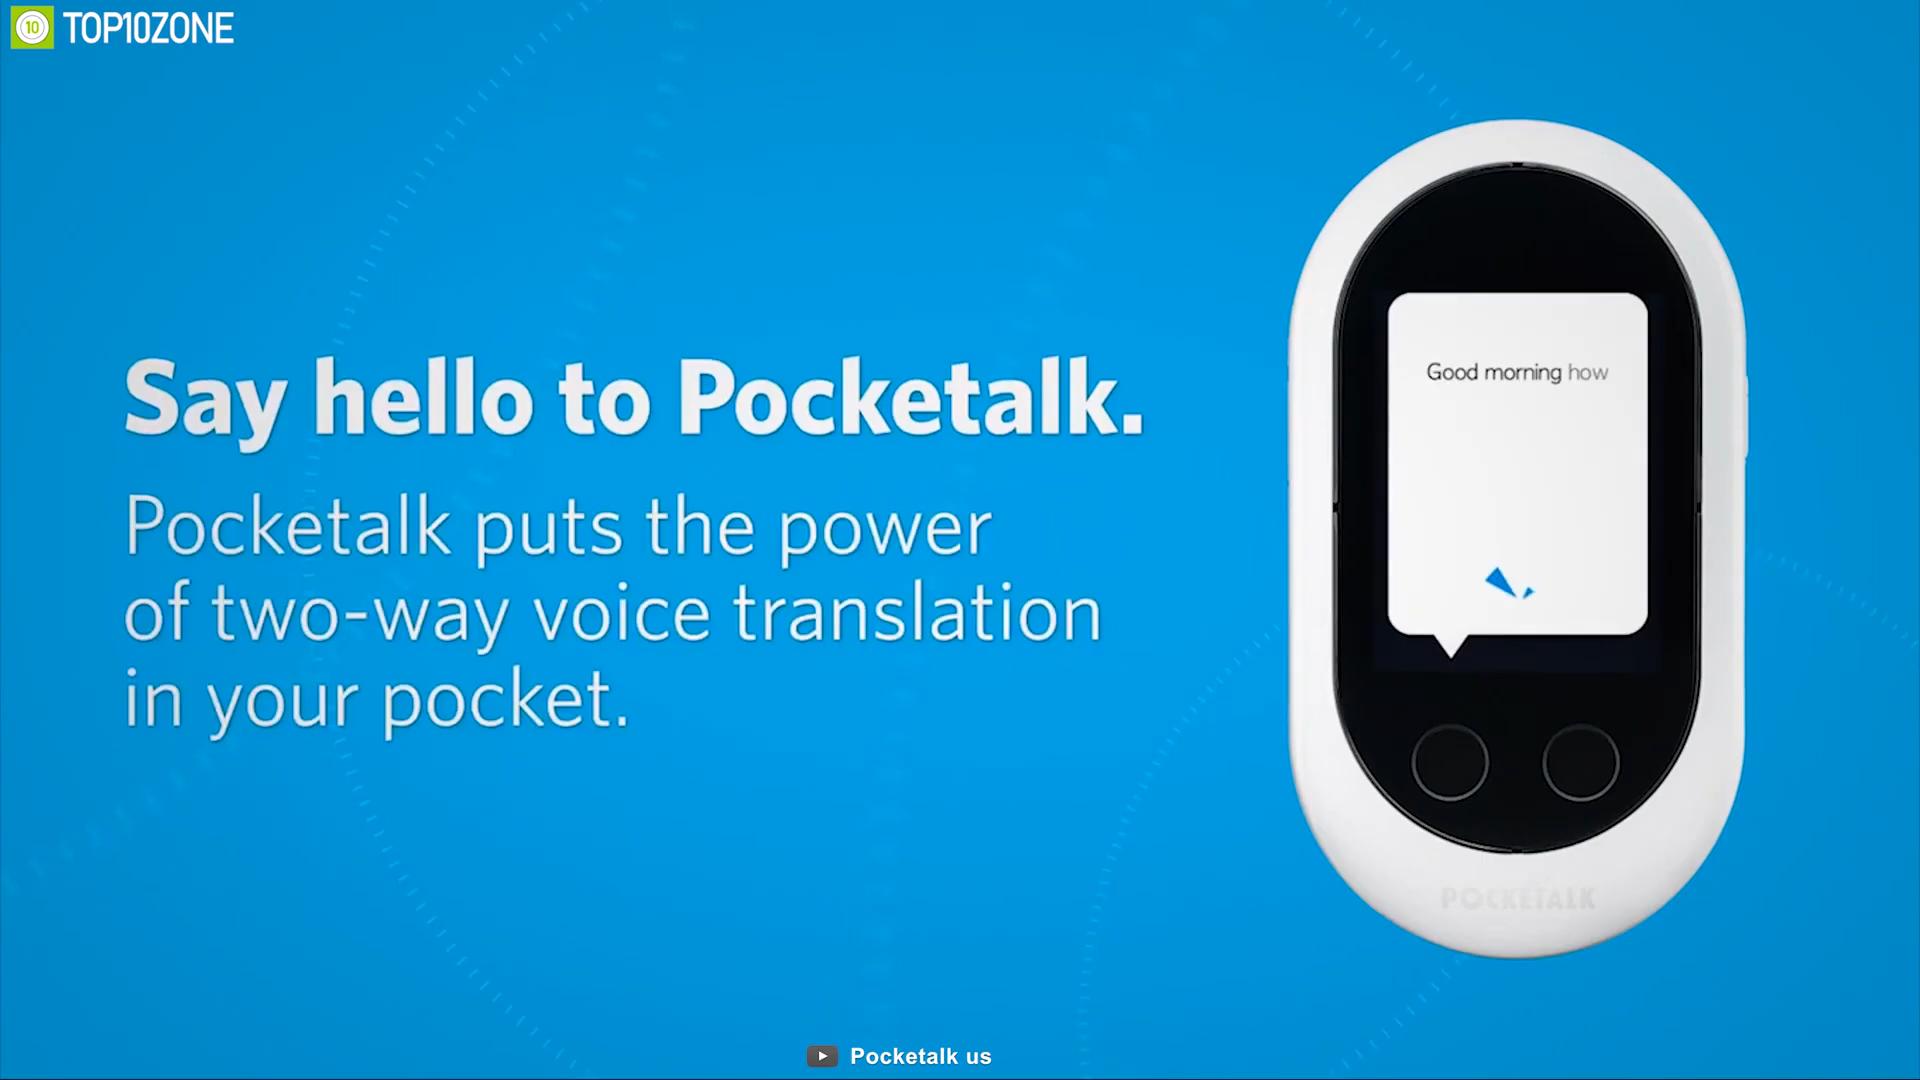 10 TOP10ZONE
Good morning how
Say hello to Pocketalk.
Pocketalk puts the power
of two-way voice translation
in your pocket.
POCKETALK
Pocketalk us